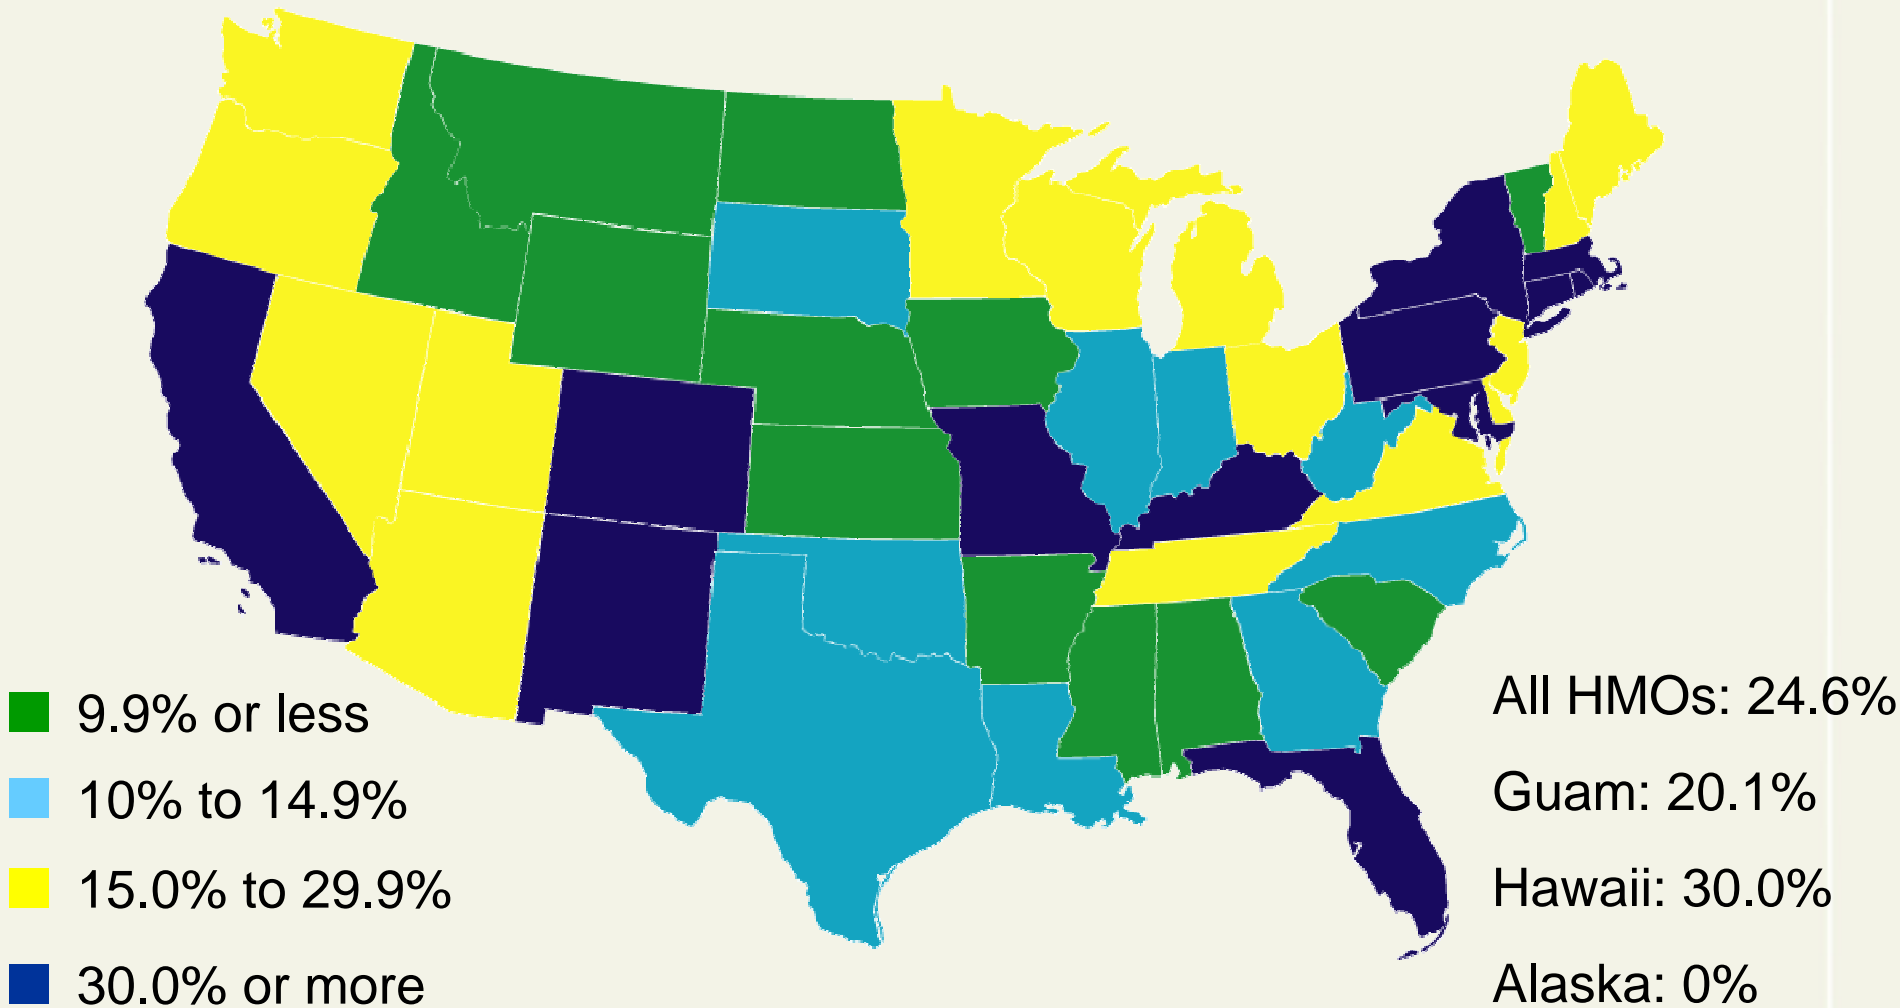 9.9% or less
10% to 14.9%
15.0% to 29.9%
30.0% or more
All HMOs: 24.6%
Guam: 20.1%
Hawaii: 30.0%
Alaska: 0%